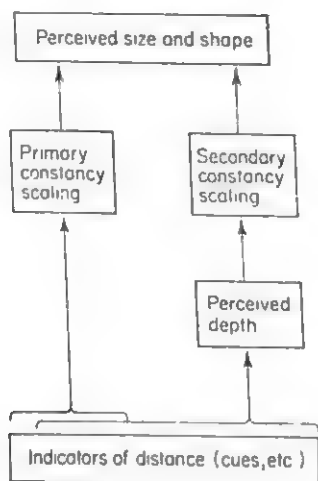 Perceived size and shape
Primary
constancy
scaling
Secondary
constancy
scaling
Perceived
depth
Indicators of distance (cues, etc)